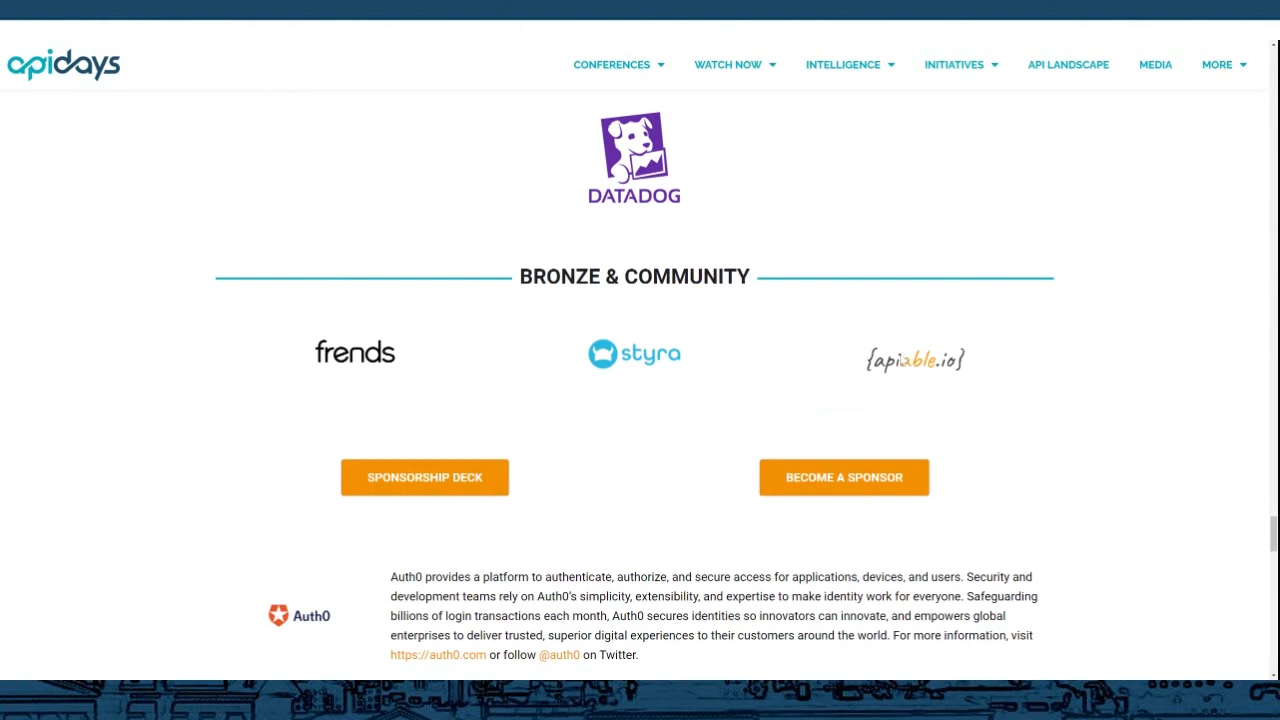 apidays
CONFERENCES WATCH NOW INTELLIGENCE INITIATIVES API LANDSCAPE MEDIA MORE
DATADOG
BRONZE & COMMUNITY
frends
styra
{apiable.io}
SPONSORSHIP DECK
BECOME A SPONSOR
Auth0
Auth0 provides a platform to authenticate, authorize, and secure access for applications, devices, and users. Security and
development teams rely on Auth0's simplicity, extensibility, and expertise to make identity work for everyone. Safeguarding
billions of login transactions each month, Auth0 secures identities so innovators can innovate, and empowers global
enterprises to deliver trusted, superior digital experiences to their customers around the world. For more information, visit
https://auth0.com or follow @auth0 on Twitter.